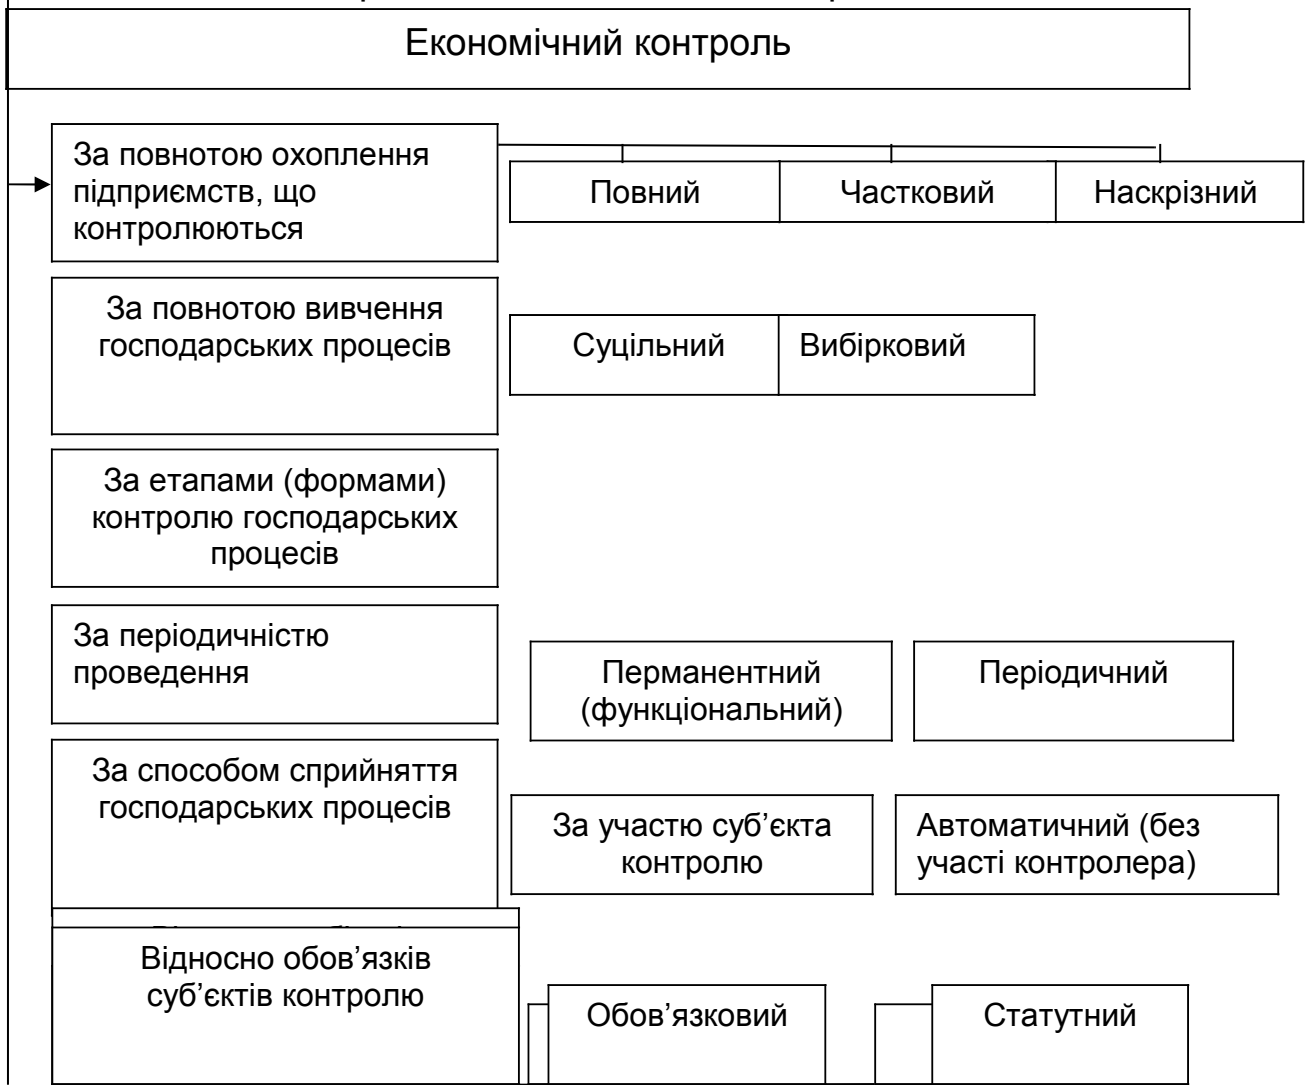 Економічний контроль
За повнотою охоплення
підприємств, що
контролюються
Повний
Частковий
Наскрізний
За повнотою вивчення
господарських процесів
Суцільний
Вибірковий
За етапами (формами)
контролю господарських
процесів
За періодичністю
проведення
Перманентний
(функціональний)
Періодичний
За способом сприйняття
господарських процесів
За участю суб’єкта
контролю
Автоматичний (без
участі контролера)
Відносно обов’язків
суб’єктів контролю
Обов’язковий
Статутний